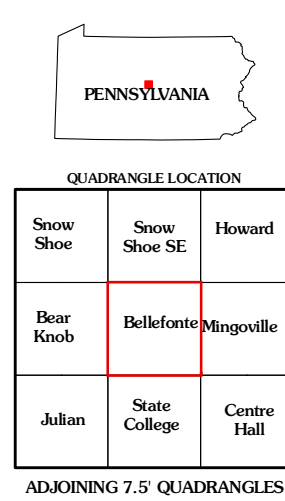 PENNSYLVANIA
QUADRANGLE LOCATION
Snow
Shoe
Snow
Shoe SE
Howard
Bear
Knob
Bellefonte
Mingoville
Julian
State
College
Centre
Hall
ADJOINING 7.5' QUADRANGLES